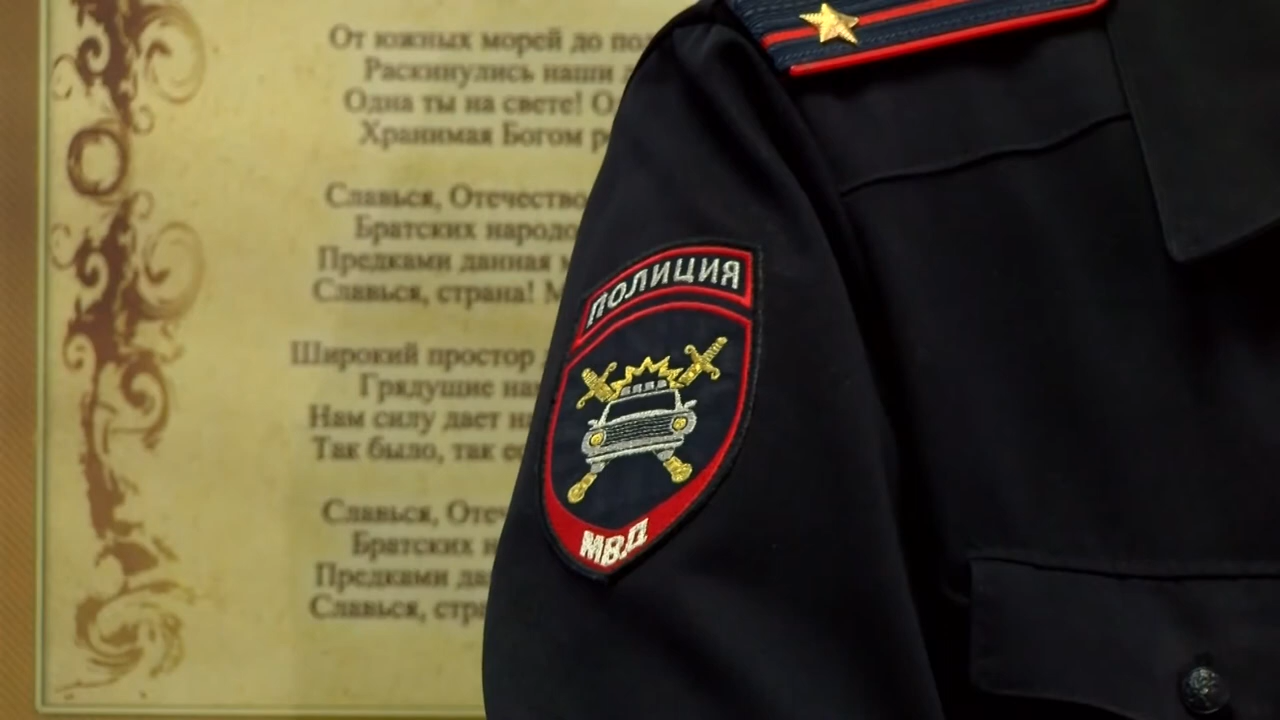 От южных морей до пол
Раскинулись наши
Одна ты на свете! О
Хранимая Богом р
Славься, Отечество
Братских народо
Предками данная м
Славься, страна! М
Широкий простор
Грядущие на
Нам силу дает н
Так было, так е
Славься, Отеч
Братских н
Предками да
Славься, стра
ПОЛИЦИЯ
МВД